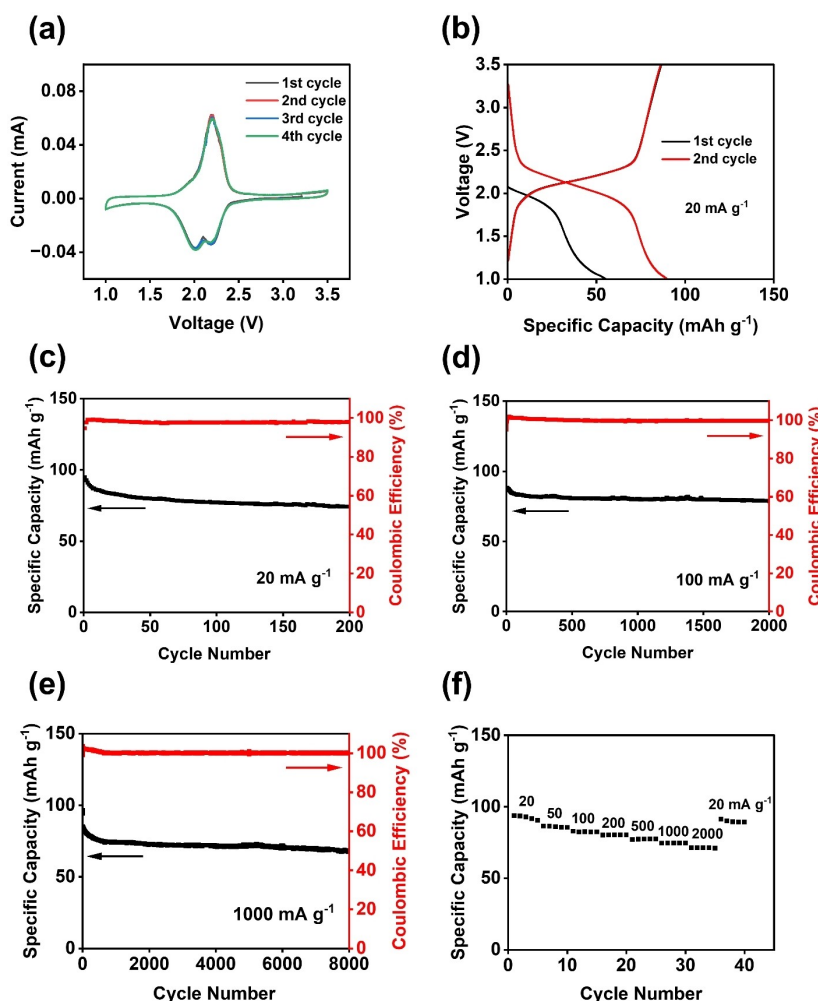 (a)
0.08
0.04
0.00
−0.04
Current (mA)
1st cycle
2nd cycle
3rd cycle
4th cycle
1.0 1.5 2.0 2.5 3.0 3.5
Voltage (V)
(b)
3.5
3.0
2.5
2.0
1.5
1.0
Voltage (V)
1st cycle
2nd cycle
20 mA g⁻¹
0 50 100 150
Specific Capacity (mAh g⁻¹)
(c)
150
100
50
0
Specific Capacity (mAh g⁻¹)
20 mA g⁻¹
100
80
60
40
20
0
Coulombic Efficiency (%)
0 50 100 150 200
Cycle Number
(d)
150
100
50
0
Specific Capacity (mAh g⁻¹)
100 mA g⁻¹
100
80
60
40
20
0
Coulombic Efficiency (%)
0 500 1000 1500 2000
Cycle Number
(e)
150
100
50
0
Specific Capacity (mAh g⁻¹)
1000 mA g⁻¹
100
80
60
40
20
0
Coulombic Efficiency (%)
0 2000 4000 6000 8000
Cycle Number
(f)
150
100
50
0
Specific Capacity (mAh g⁻¹)
20 50 100 200 500 1000 2000 20 mA g⁻¹
0 10 20 30 40
Cycle Number